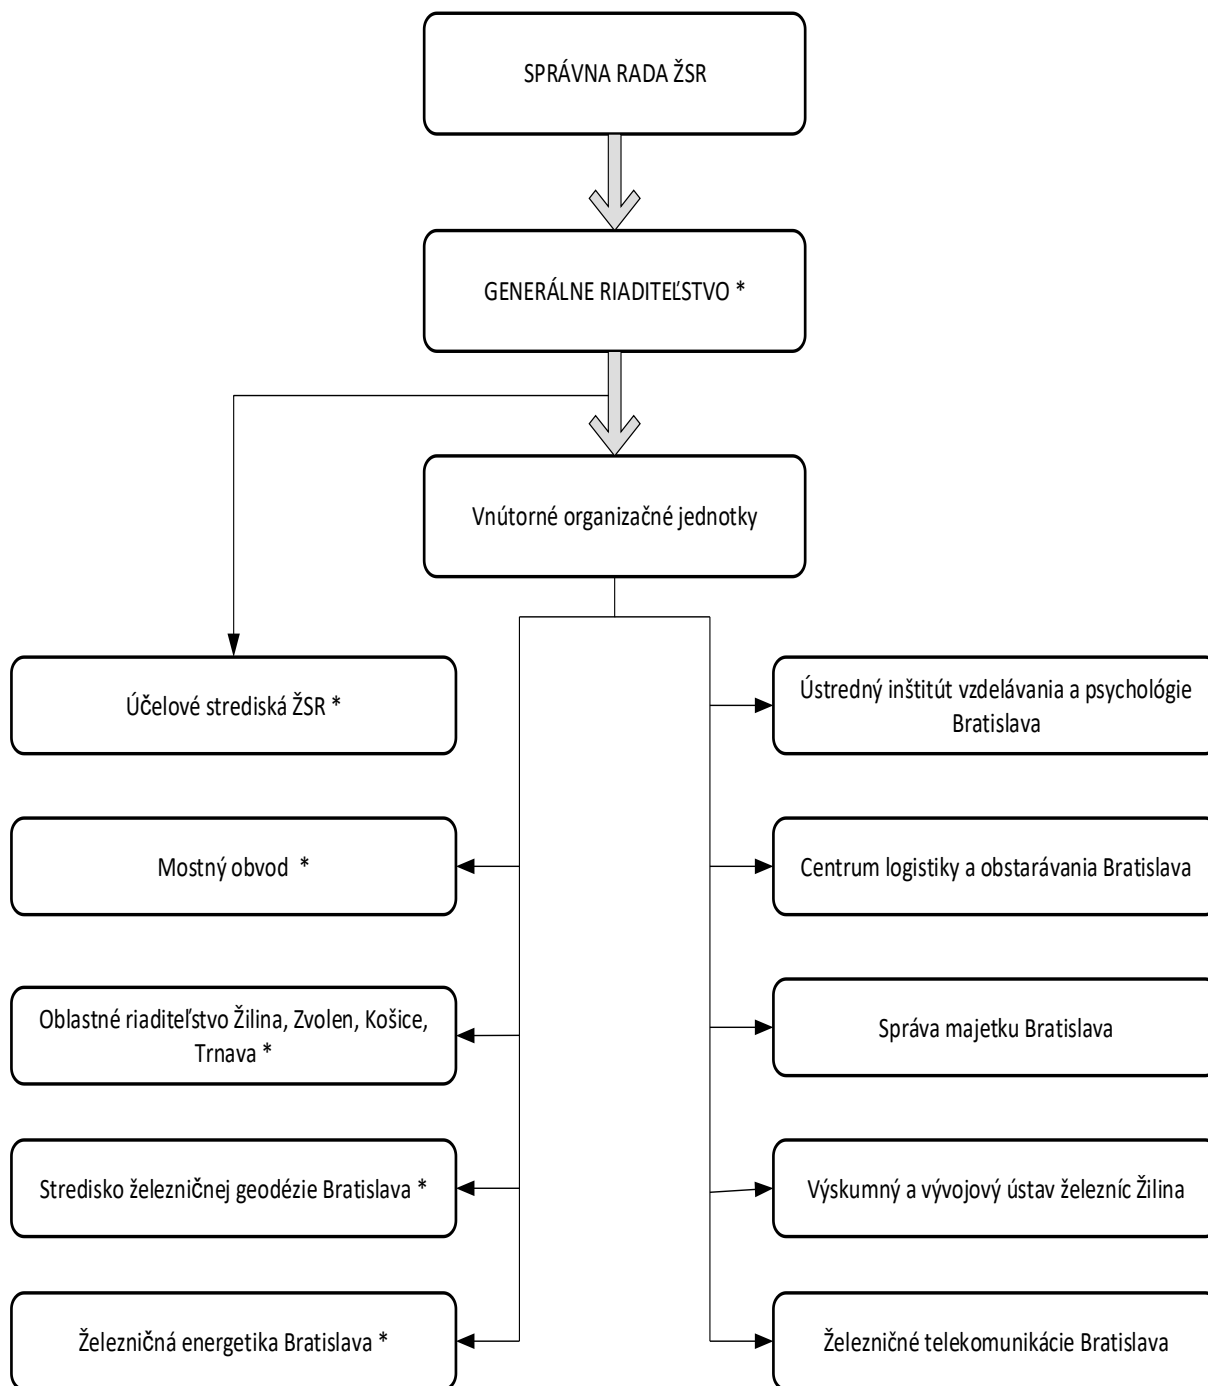 SPRÁVNA RADA ŽSR
GENERÁLNE RIADITEĽSTVO *
Vnútorné organizačné jednotky
Účelové strediská ŽSR *
Ústredný inštitút vzdelávania a psychológie
Bratislava
Mostný obvod  *
Centrum logistiky a obstarávania Bratislava
Oblastné riaditeľstvo Žilina, Zvolen, Košice,
Trnava *
Správa majetku Bratislava
Stredisko železničnej geodézie Bratislava *
Výskumný a vývojový ústav železníc Žilina
Železničná energetika Bratislava *
Železničné telekomunikácie Bratislava